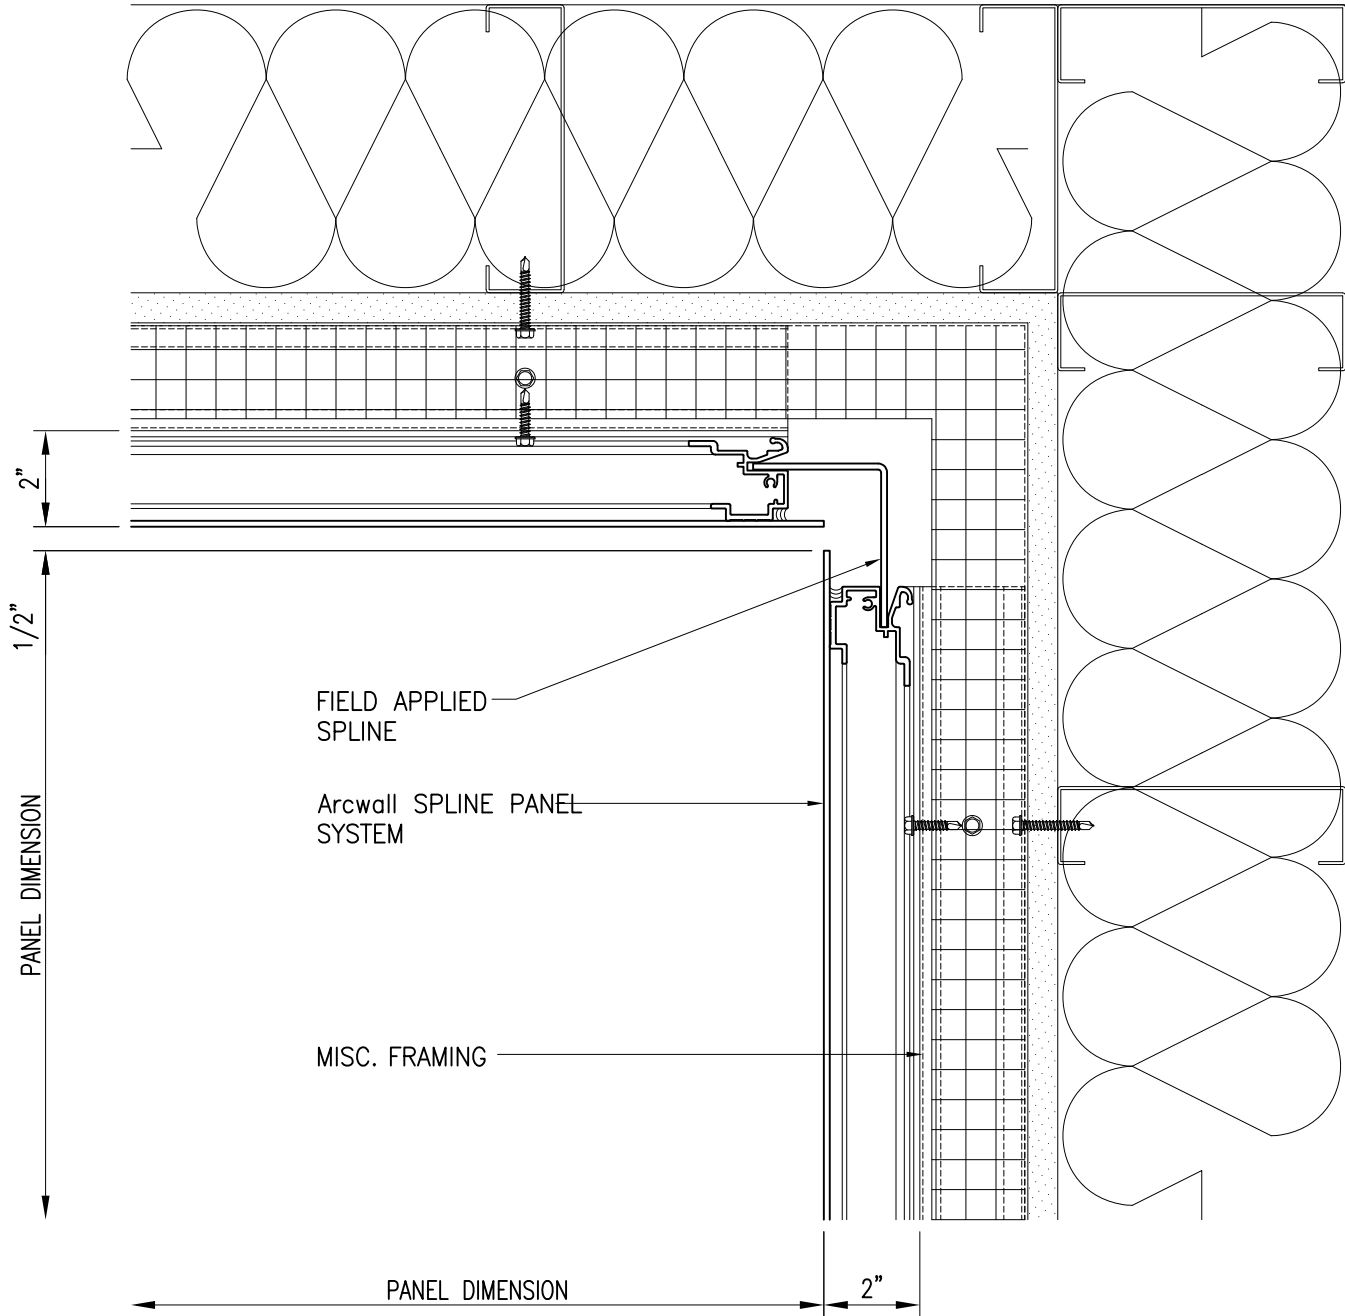 2”
1/2”
FIELD APPLIED
SPLINE
Arcwall SPLINE PANEL
SYSTEM
PANEL DIMENSION
MISC. FRAMING
PANEL DIMENSION
2”